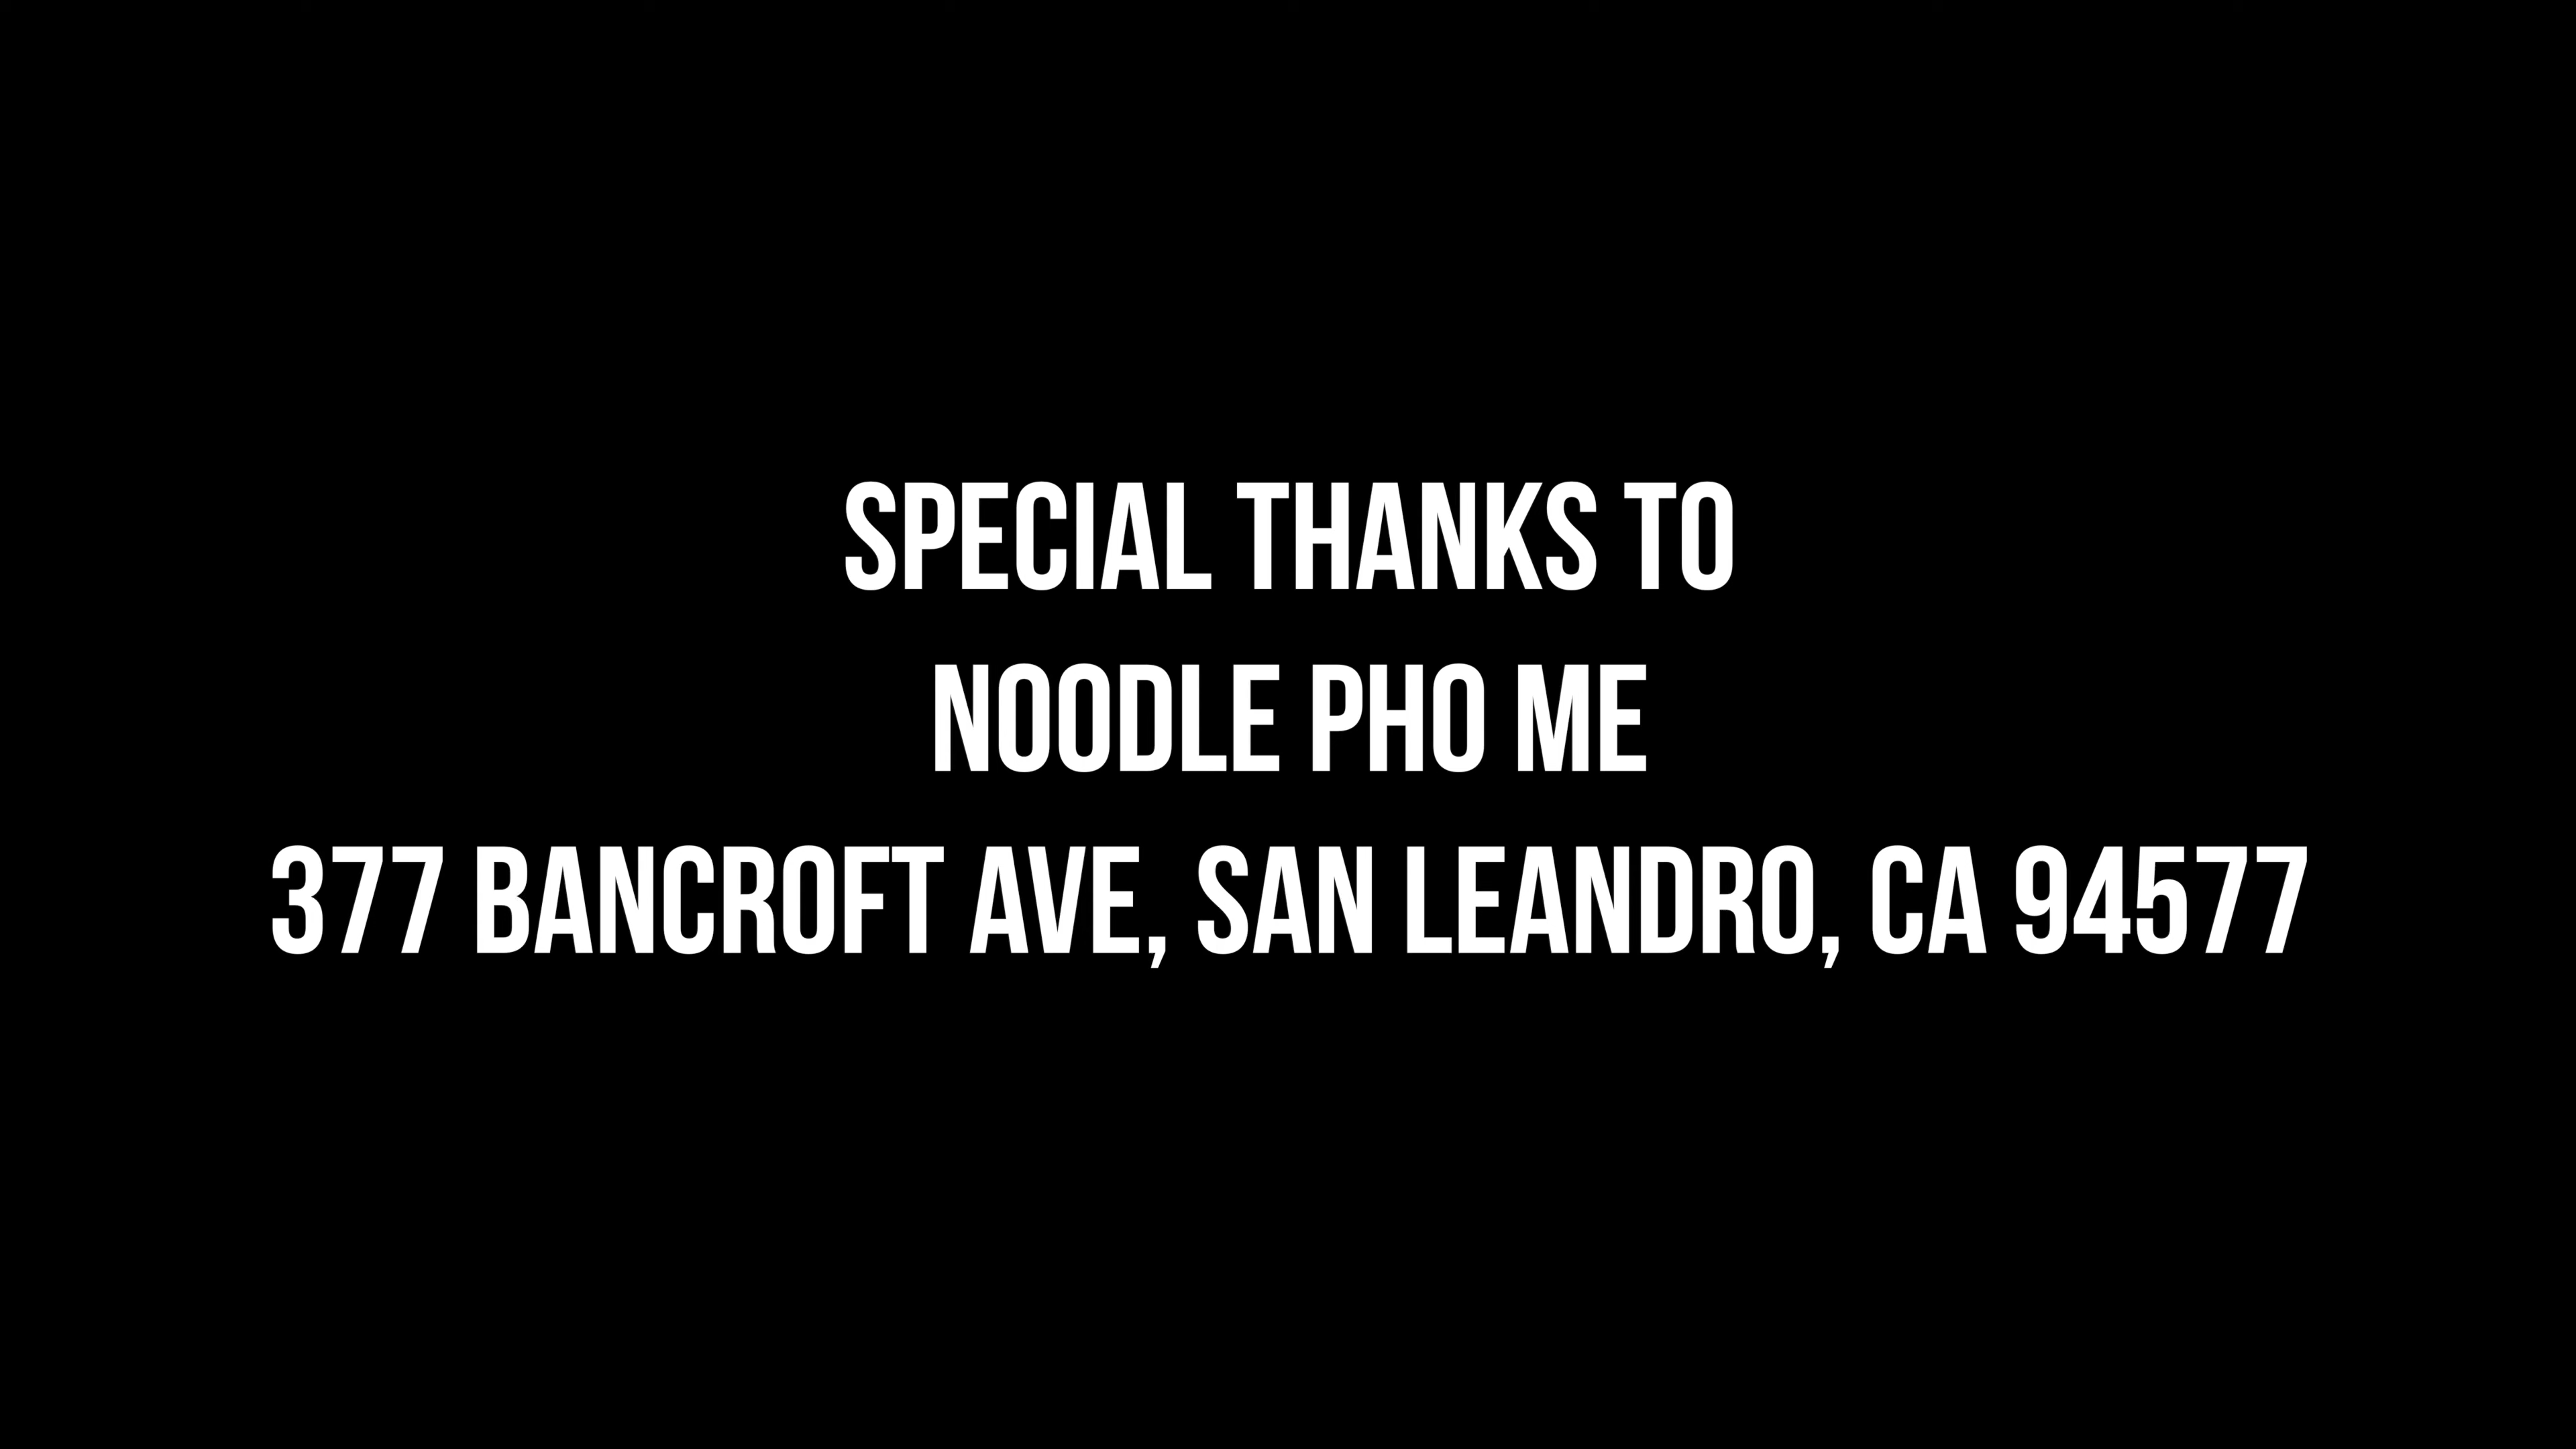 SPECIAL THANKS TO
NOODLE PHO ME
377 BANCROFT AVE, SAN LEANDRO, CA 94577